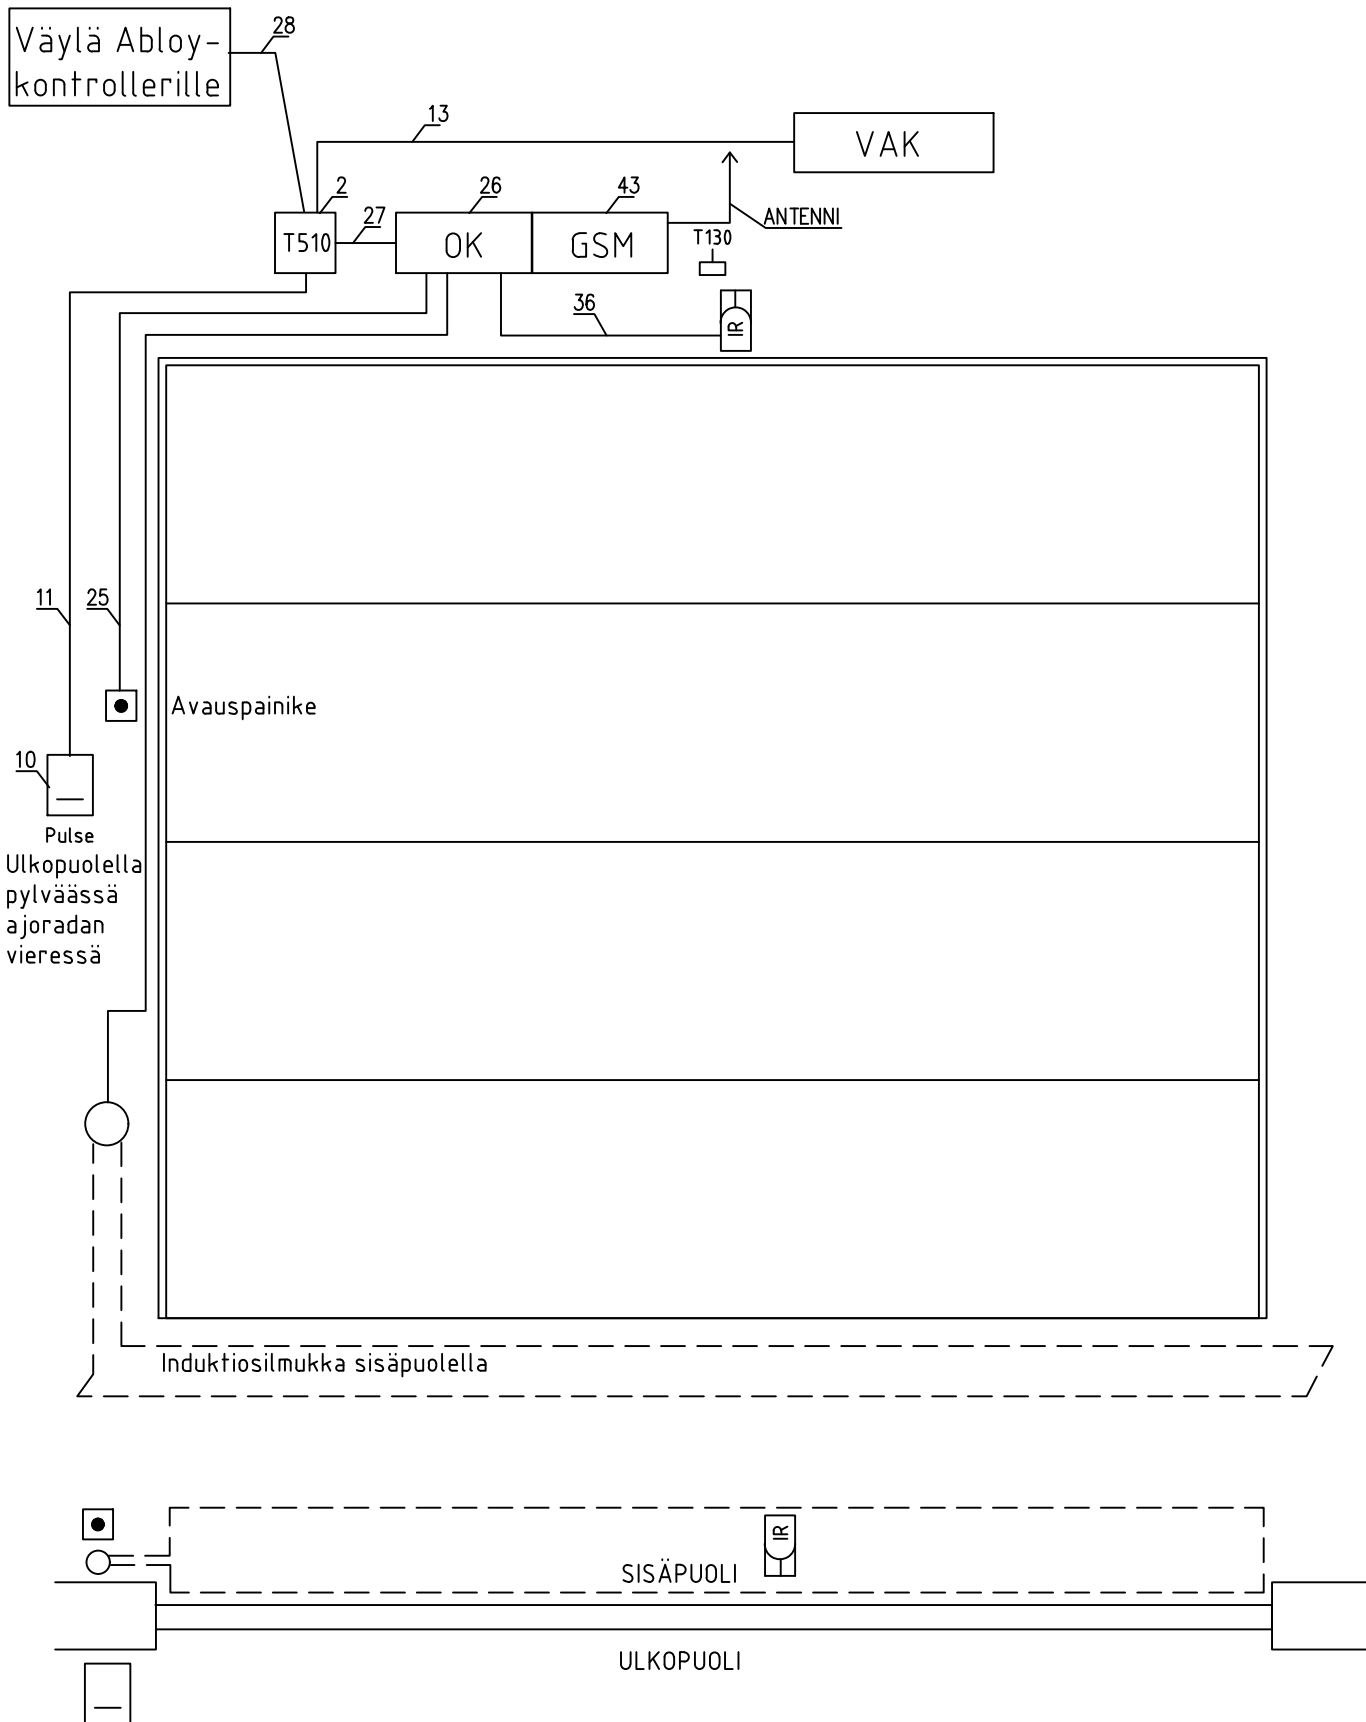 Väylä Abloy-
kontrollerille
28
13
VAK
2
27
26
43
T510
OK
GSM
ANTENNI
T130
36
IR
11
25
Avauspainike
10
Pulse
Ulkopuolella
pylväässä
ajoradan
vieressä
Induktiosilmukka sisäpuolella
IR
SISÄPUOLI
ULKOPUOLI